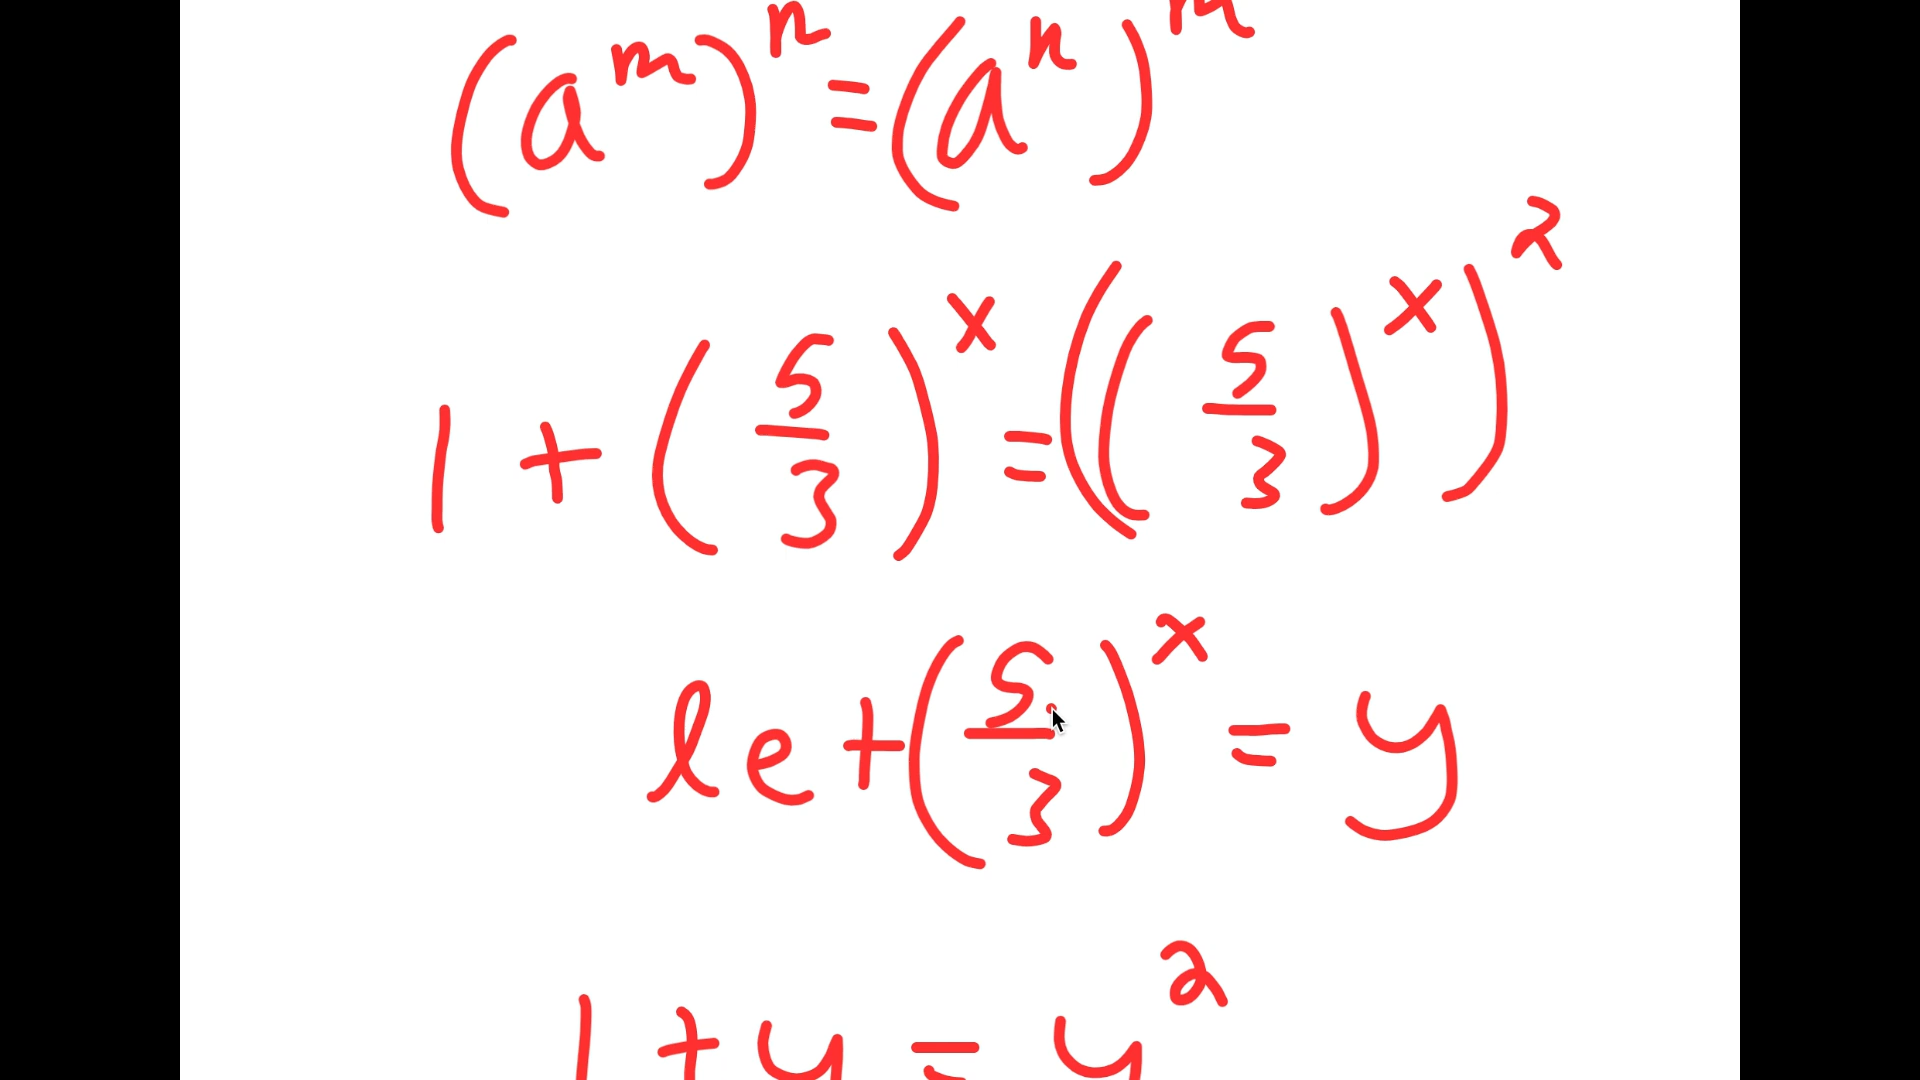 (a^m)^n = (a^n)^m
1 + (5/3)^x = ((5/3)^x)^2
let (5/3)^x = y
1 + y = y^2